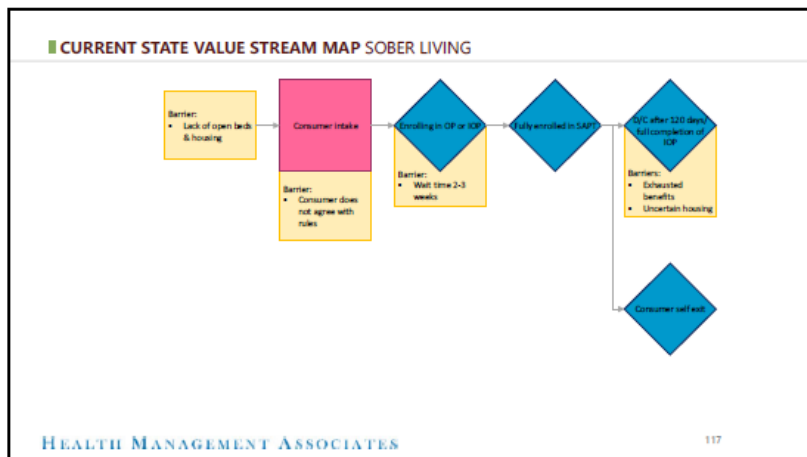 CURRENT STATE VALUE STREAM MAP SOBER LIVING
Barrier:
• Lack of open beds
& housing
Consumer intake
Barrier:
• Consumer does
not agree with
rules
Enrolling in OP or IOP
Barrier:
• Wait time 2-3
weeks
Fully enrolled in SAPT
D/C after 120 days/
full completion of
IOP
Barriers:
• Exhausted
benefits
• Uncertain housing
Consumer self exit
HEALTH MANAGEMENT ASSOCIATES
117